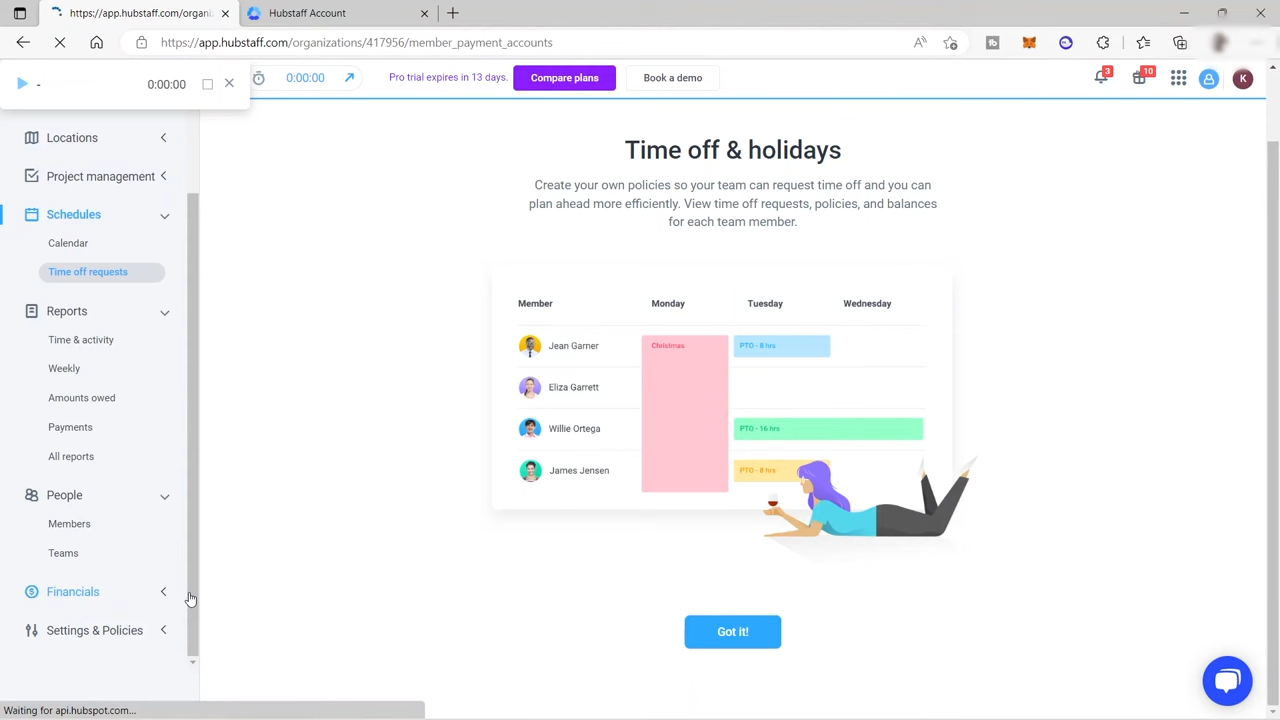 https://app.hubstaff.com/organiz
Hubstaff Account
https://app.hubstaff.com/organizations/417956/member_payment_accounts
-
0:00:00
0:00:00
Pro trial expires in 13 days.
Compare plans
Book a demo
3
10
K
Locations
Project management
Schedules
Calendar
Time off requests
Reports
Time & activity
Weekly
Amounts owed
Payments
All reports
People
Members
Teams
Financials
Settings & Policies
Time off & holidays
Create your own policies so your team can request time off and you can
plan ahead more efficiently. View time off requests, policies, and balances
for each team member.
Member
Monday
Tuesday
Wednesday
Jean Garner
Christmas
PTO - 8 hrs
Eliza Garrett
Willie Ortega
PTO - 16 hrs
James Jensen
PTO - 8 hrs
Got it!
Waiting for api.hubspot.com...